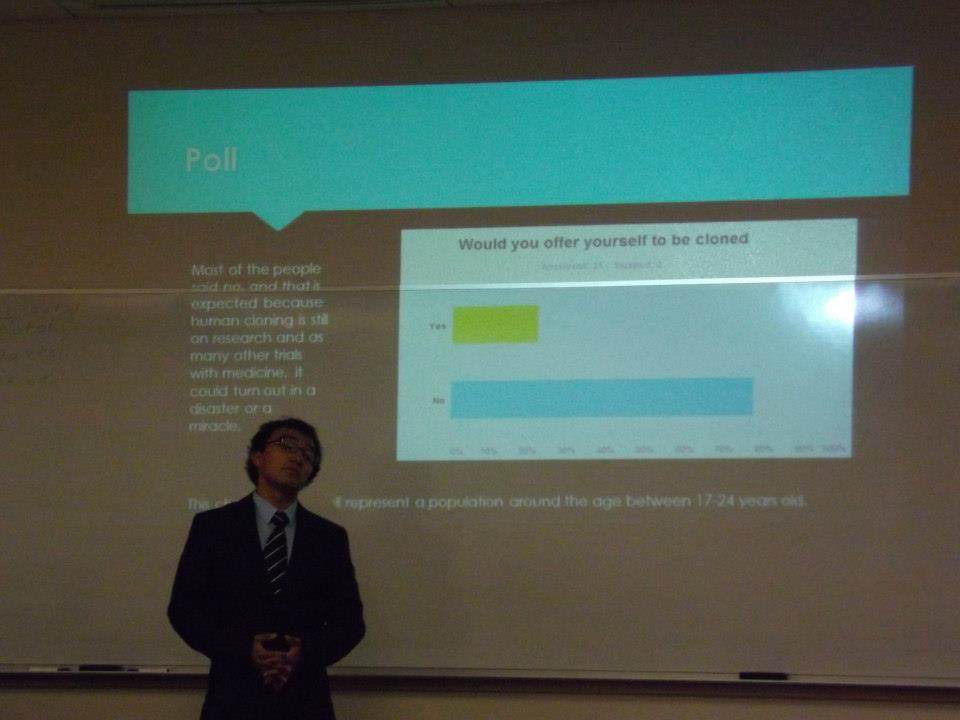 Poll
Would you offer yourself to be cloned
Most of the people
said no, and that is
expected because
human cloning is still
on research and as
many other trials
with medicine, it
could turn out in a
disaster or a
miracle.
Yes
No
0% 10% 20% 30% 40% 50% 60% 70% 80% 90% 100%
This represent a population around the age between 17-24 years old.